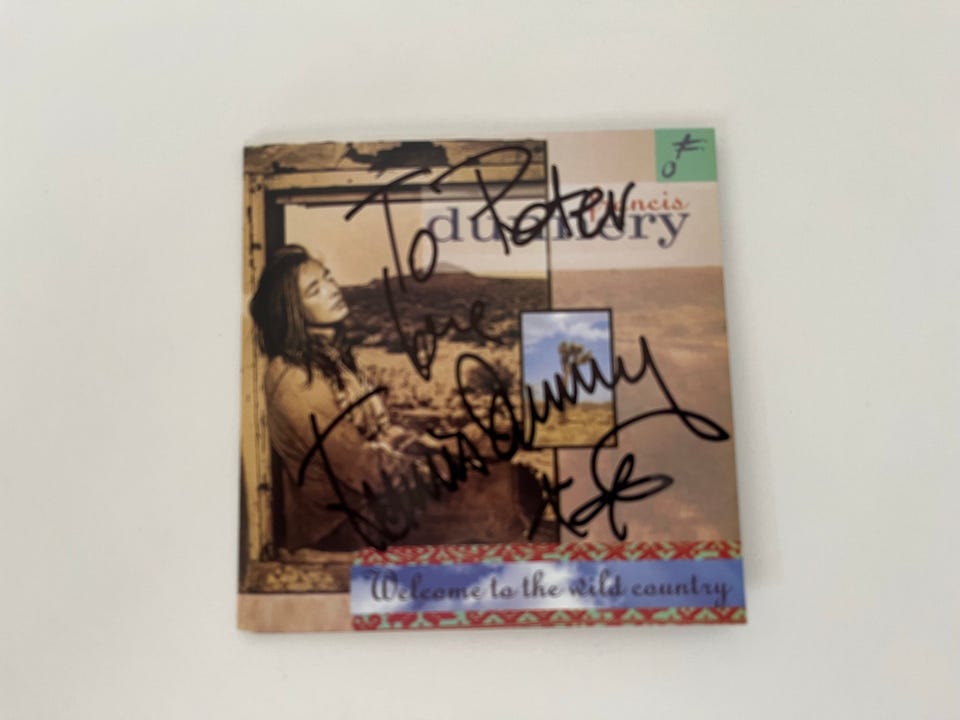 To Peter
francis
dunnery
Love
Francis Dunnery
Welcome to the wild country